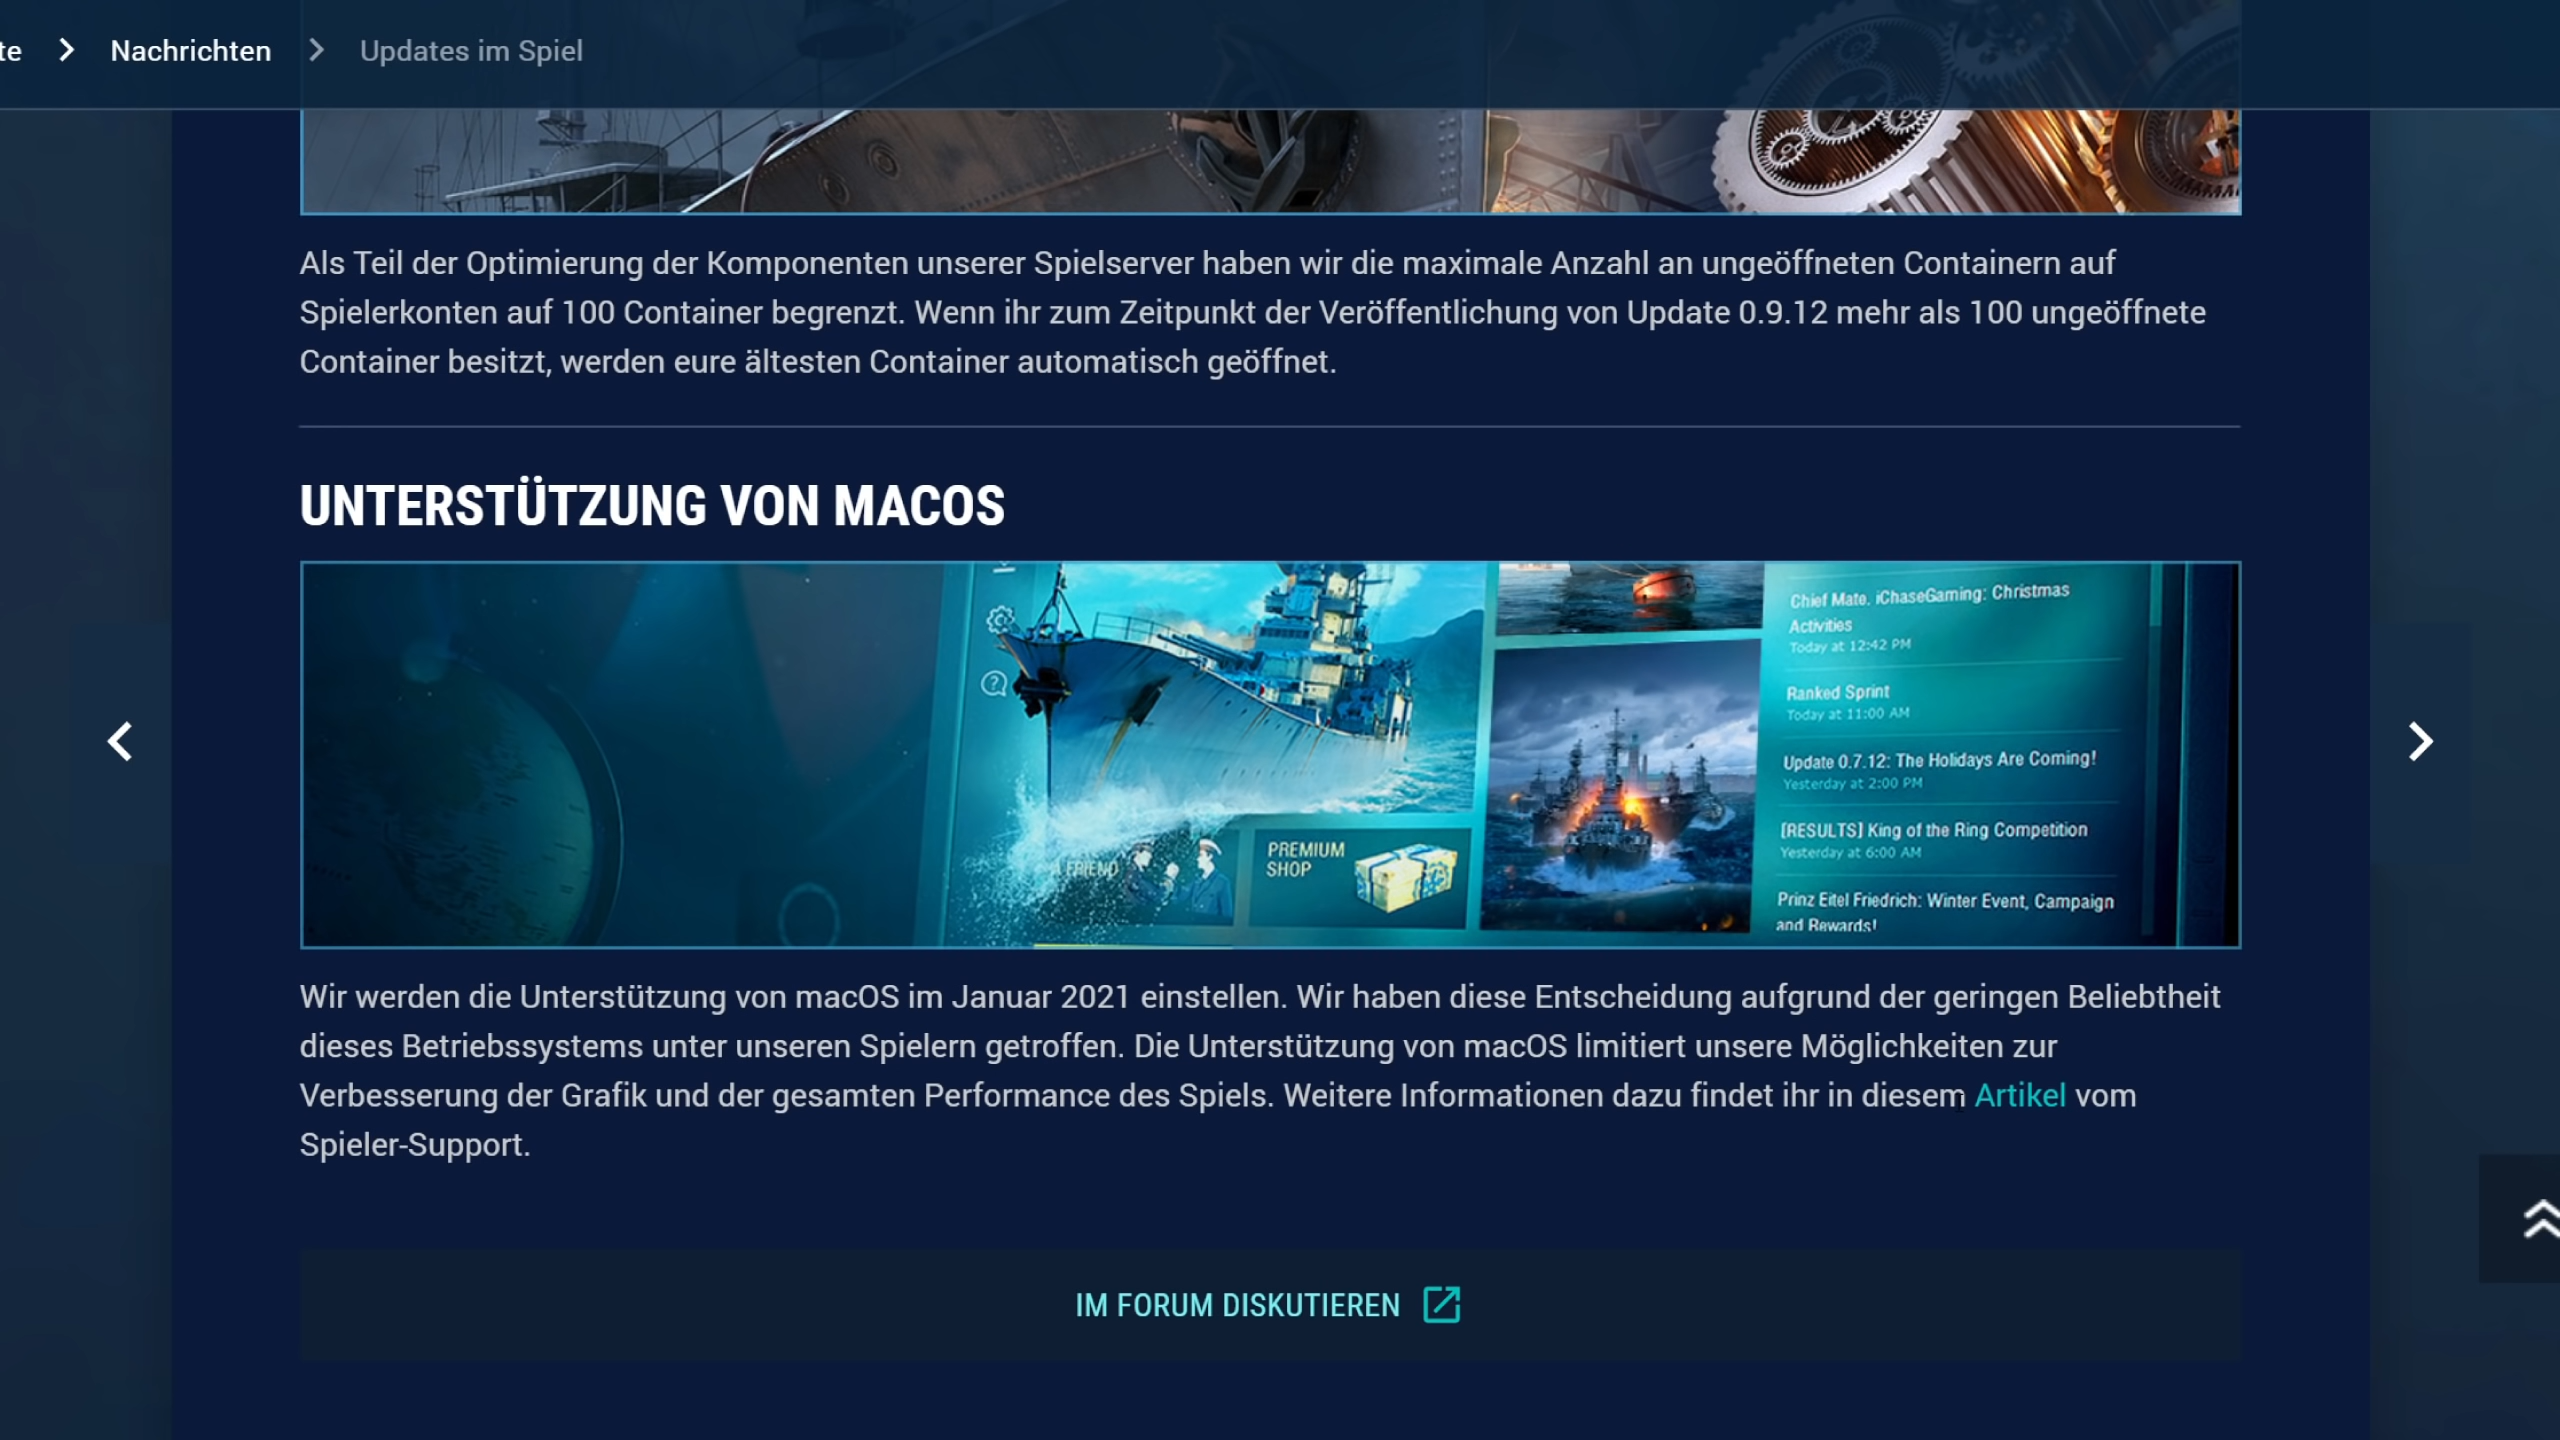 te > Nachrichten > Updates im Spiel
Als Teil der Optimierung der Komponenten unserer Spielserver haben wir die maximale Anzahl an ungeöffneten Containern auf
Spielerkonten auf 100 Container begrenzt. Wenn ihr zum Zeitpunkt der Veröffentlichung von Update 0.9.12 mehr als 100 ungeöffnete
Container besitzt, werden eure ältesten Container automatisch geöffnet.
UNTERSTÜTZUNG VON MACOS
Chief Mate. iChaseGaming: Christmas
Activities
Today at 12:42 PM
Ranked Sprint
Today at 11:00 AM
Update 0.7.12: The Holidays Are Coming!
Yesterday at 2:00 PM
[RESULTS] King of the Ring Competition
Yesterday at 6:00 AM
Prinz Eitel Friedrich: Winter Event, Campaign
and Rewards!
A FRIEND
PREMIUM
SHOP
Wir werden die Unterstützung von macOS im Januar 2021 einstellen. Wir haben diese Entscheidung aufgrund der geringen Beliebtheit
dieses Betriebssystems unter unseren Spielern getroffen. Die Unterstützung von macOS limitiert unsere Möglichkeiten zur
Verbesserung der Grafik und der gesamten Performance des Spiels. Weitere Informationen dazu findet ihr in diesem Artikel vom
Spieler-Support.
IM FORUM DISKUTIEREN